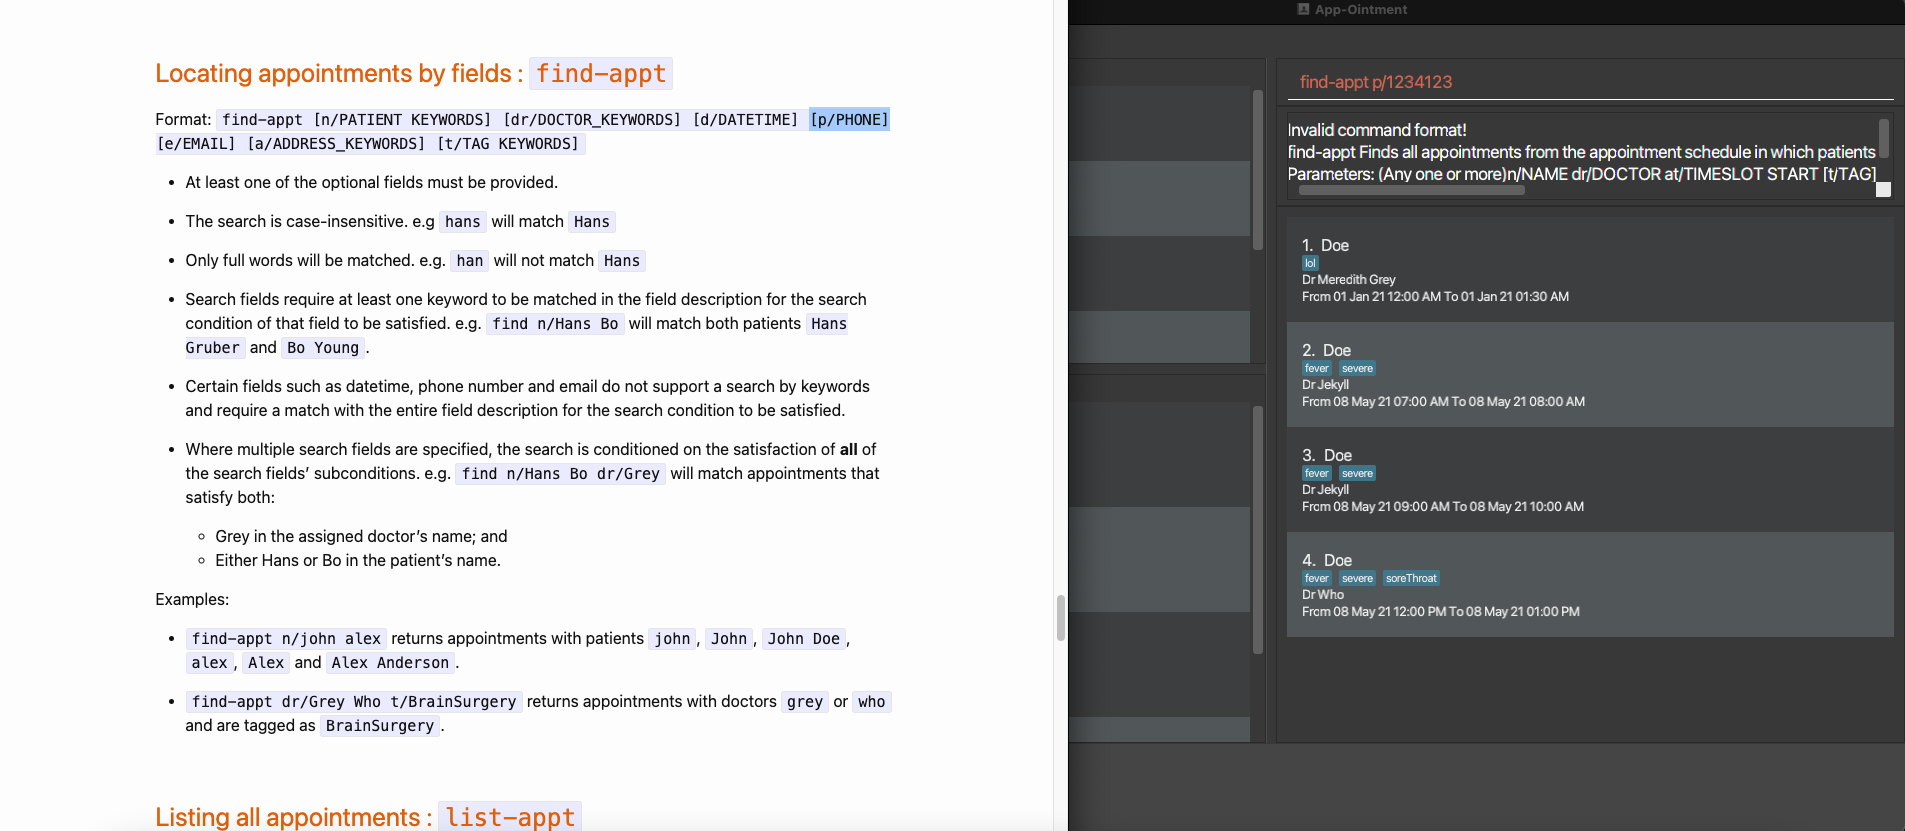 Locating appointments by fields : find-appt
Format: find-appt [n/PATIENT KEYWORDS] [dr/DOCTOR_KEYWORDS] [d/DATETIME] [p/PHONE]
[e/EMAIL] [a/ADDRESS_KEYWORDS] [t/TAG KEYWORDS]
• At least one of the optional fields must be provided.
• The search is case-insensitive. e.g hans will match Hans
• Only full words will be matched. e.g. han will not match Hans
• Search fields require at least one keyword to be matched in the field description for the search
condition of that field to be satisfied. e.g. find n/Hans Bo will match both patients Hans
Gruber and Bo Young.
• Certain fields such as datetime, phone number and email do not support a search by keywords
and require a match with the entire field description for the search condition to be satisfied.
• Where multiple search fields are specified, the search is conditioned on the satisfaction of all of
the search fields’ subconditions. e.g. find n/Hans Bo dr/Grey will match appointments that
satisfy both:
◦ Grey in the assigned doctor’s name; and
◦ Either Hans or Bo in the patient’s name.
Examples:
• find-appt n/john alex returns appointments with patients john, John, John Doe,
alex, Alex and Alex Anderson.
• find-appt dr/Grey Who t/BrainSurgery returns appointments with doctors grey or who
and are tagged as BrainSurgery.
Listing all appointments : list-appt
App-Ointment
find-appt p/1234123
Invalid command format!
find-appt Finds all appointments from the appointment schedule in which patients
Parameters: (Any one or more)n/NAME dr/DOCTOR at/TIMESLOT START [t/TAG]
1. Doe
lol
Dr Meredith Grey
From 01 Jan 21 12:00 AM To 01 Jan 21 01:30 AM
2. Doe
fever severe
Dr Jekyll
From 08 May 21 07:00 AM To 08 May 21 08:00 AM
3. Doe
fever severe
Dr Jekyll
From 08 May 21 09:00 AM To 08 May 21 10:00 AM
4. Doe
fever severe soreThroat
Dr Who
From 08 May 21 12:00 PM To 08 May 21 01:00 PM